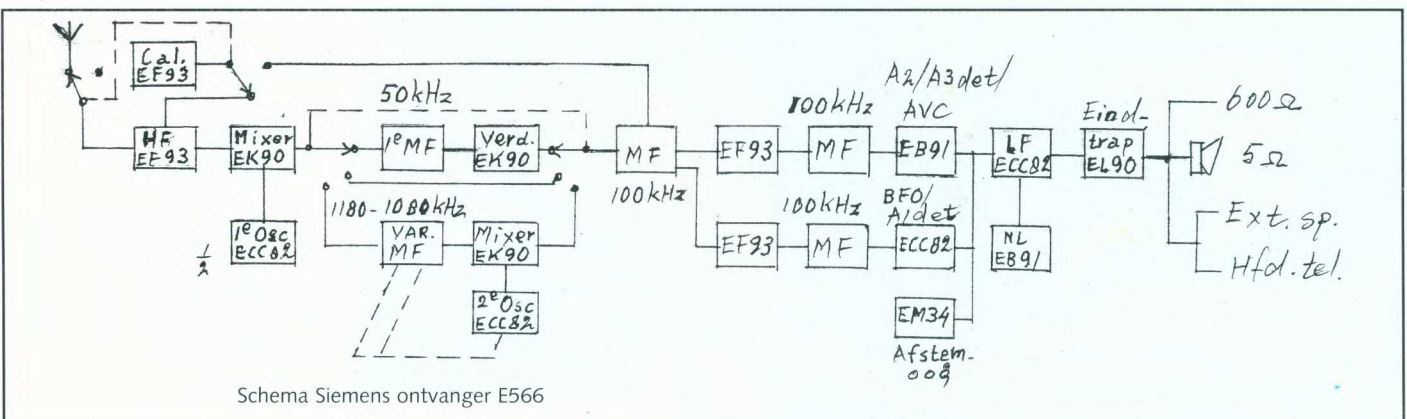 Cal.
EF93
50kHz
HF
EF93
Mixer
EK90
1e MF
Verd.
EK90
MF
100kHz
1e Osc
ECC82
1/2
1180-1080kHz
VAR.
MF
Mixer
EK90
2e Osc
ECC82
EF93
100kHz
MF
A2/A3det/
AVC
EB91
EF93
100kHz
MF
BFO/
A1det
ECC82
EM34
Afstem-
oog
LF
ECC82
NL
EB91
Eind-
trap
EL90
600Ω
5Ω
Ext. sp.
Hfd. tel.
Schema Siemens ontvanger E566